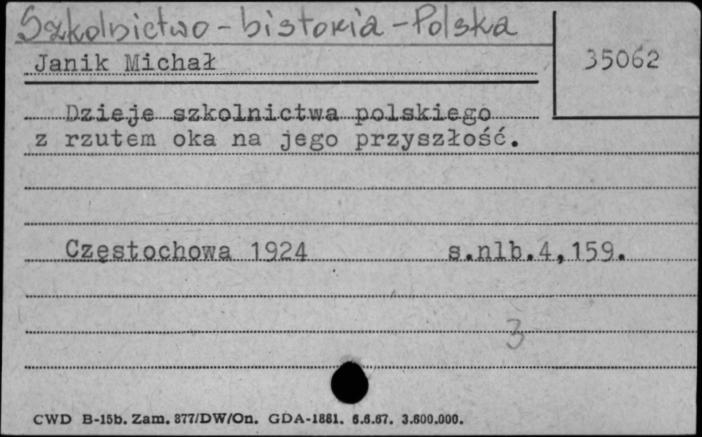 Szkolnictwo - historia - Polska
Janik Michał
35062
Dzieje szkolnictwa polskiego
z rzutem oka na jego przyszłość.
Częstochowa 1924 s.nlb.4,159.
3
CWD B-15b. Zam. 877/DW/On. GDA-1881. 6.6.67. 3.600.000.